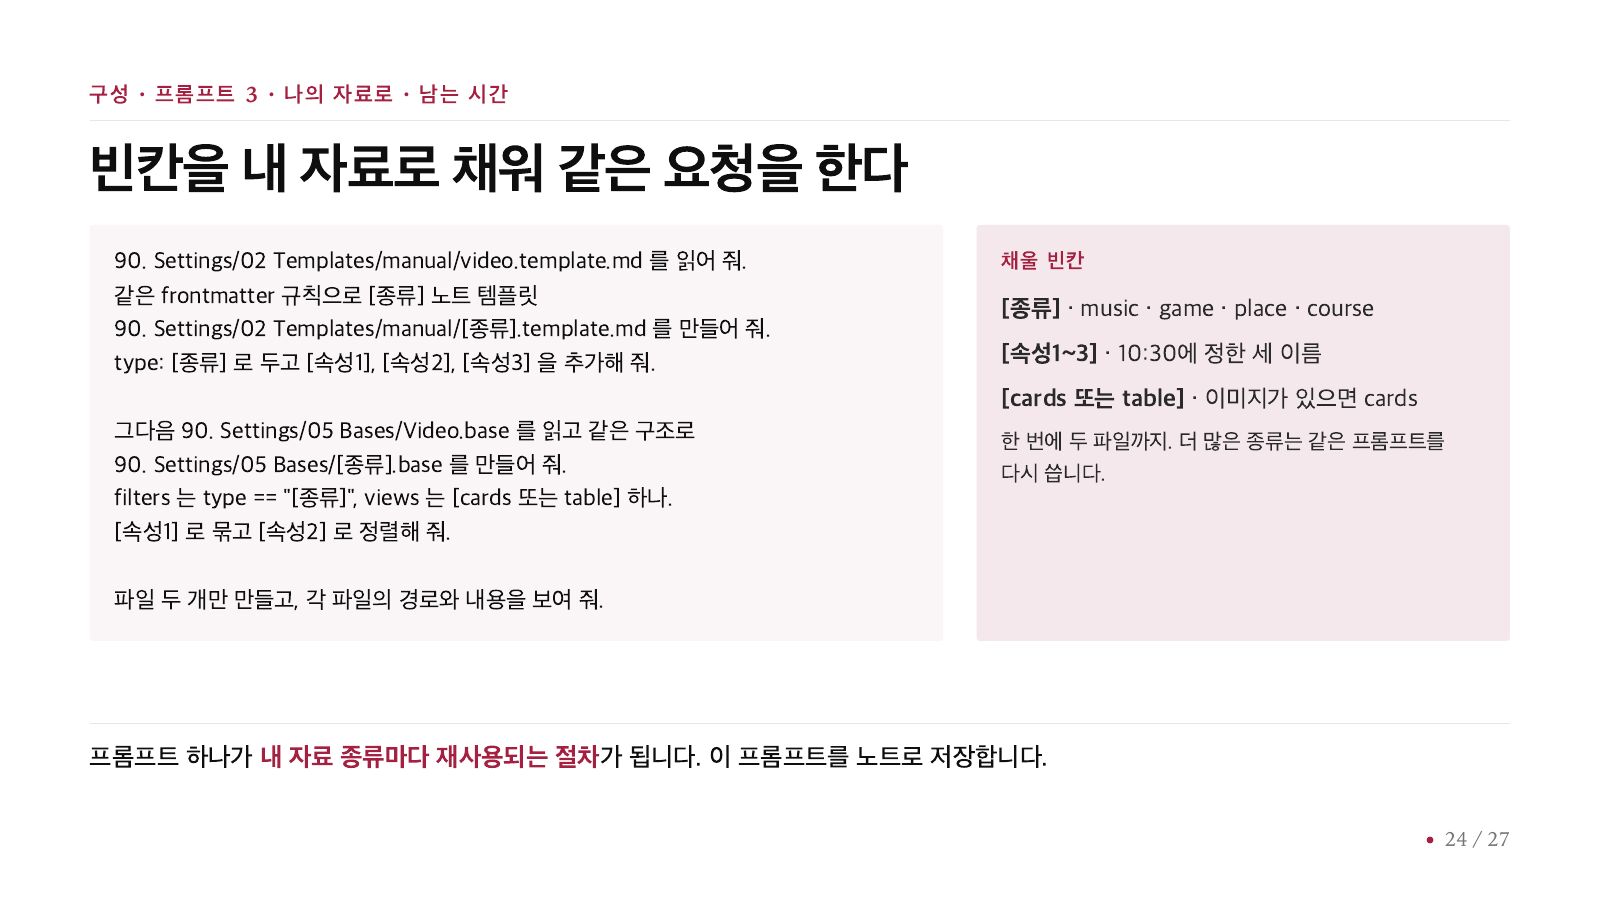 구성 · 프롬프트 3 · 나의 자료로 · 남는 시간
빈칸을 내 자료로 채워 같은 요청을 한다
90. Settings/02 Templates/manual/video.template.md 를 읽어 줘.
같은 frontmatter 규칙으로 [종류] 노트 템플릿
90. Settings/02 Templates/manual/[종류].template.md 를 만들어 줘.
type: [종류] 로 두고 [속성1], [속성2], [속성3] 을 추가해 줘.
그다음 90. Settings/05 Bases/Video.base 를 읽고 같은 구조로
90. Settings/05 Bases/[종류].base 를 만들어 줘.
filters 는 type == "[종류]", views 는 [cards 또는 table] 하나.
[속성1] 로 묶고 [속성2] 로 정렬해 줘.
파일 두 개만 만들고, 각 파일의 경로와 내용을 보여 줘.
채울 빈칸
[종류] · music · game · place · course
[속성1~3] · 10:30에 정한 세 이름
[cards 또는 table] · 이미지가 있으면 cards
한 번에 두 파일까지. 더 많은 종류는 같은 프롬프트를
다시 씁니다.
프롬프트 하나가 내 자료 종류마다 재사용되는 절차가 됩니다. 이 프롬프트를 노트로 저장합니다.
• 24 / 27